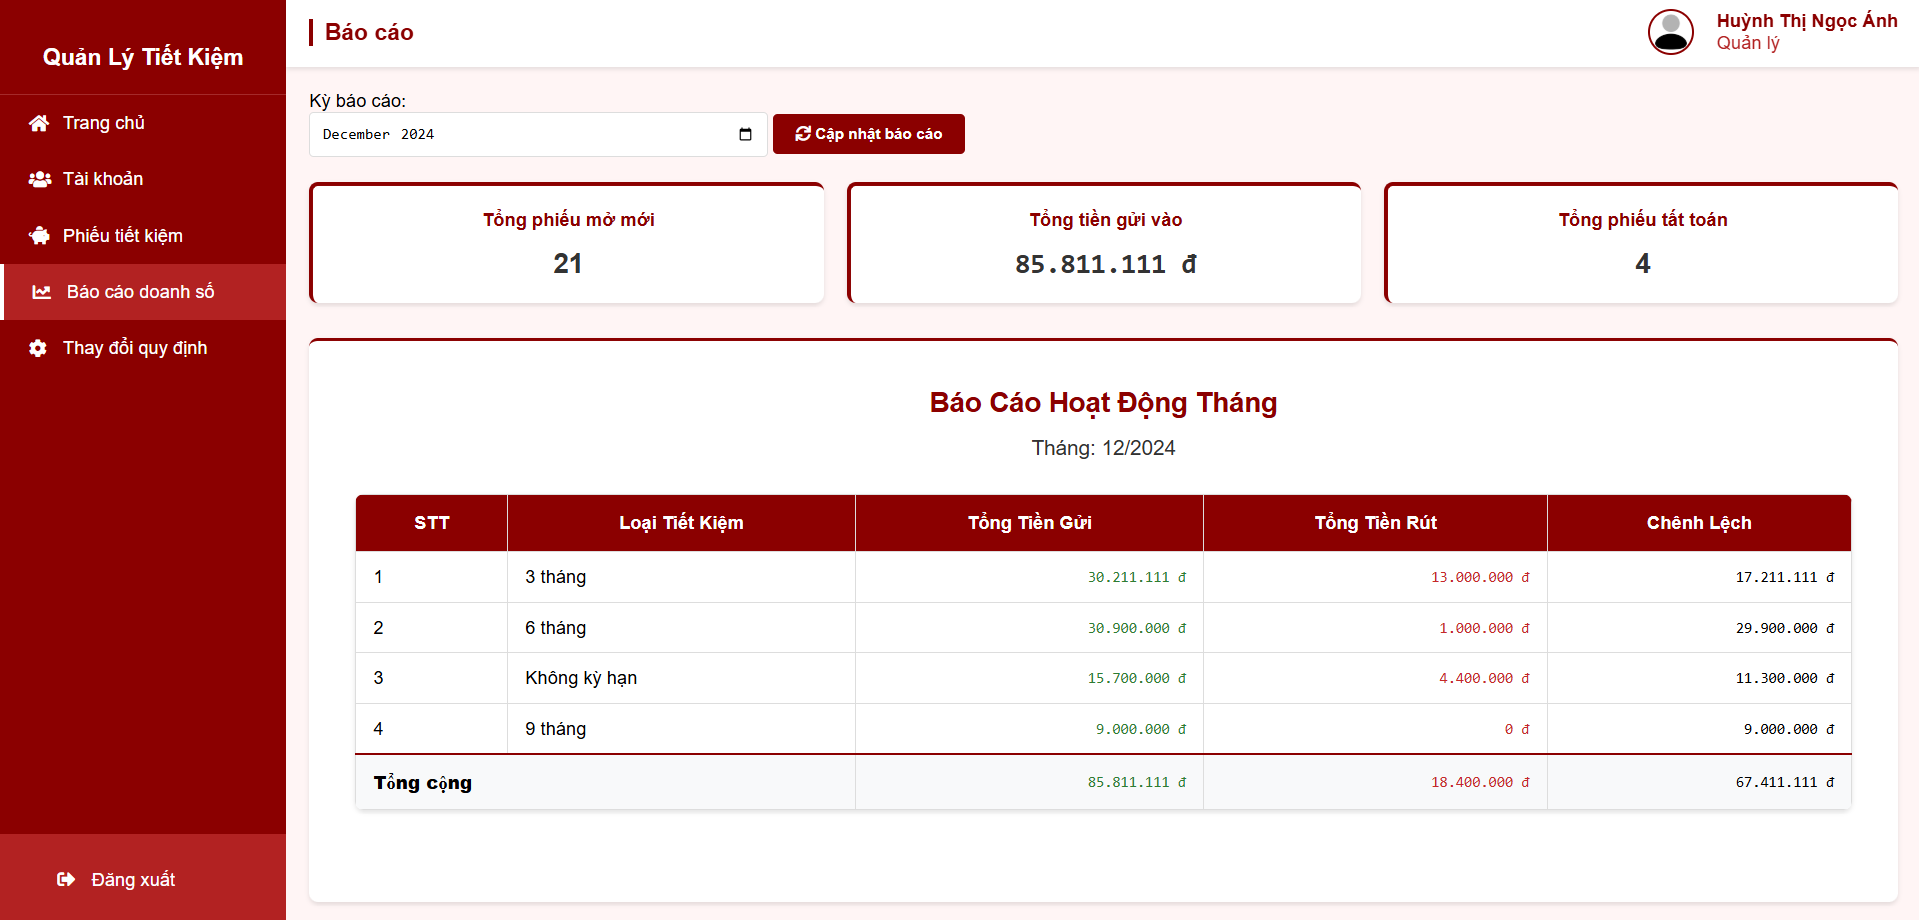 Quản Lý Tiết Kiệm
Trang chủ
Tài khoản
Phiếu tiết kiệm
Báo cáo doanh số
Thay đổi quy định
Đăng xuất
Báo cáo
Huỳnh Thị Ngọc Ánh
Quản lý
Kỳ báo cáo:
December 2024
Cập nhật báo cáo
Tổng phiếu mở mới
21
Tổng tiền gửi vào
85.811.111 đ
Tổng phiếu tất toán
4
Báo Cáo Hoạt Động Tháng
Tháng: 12/2024
STT Loại Tiết Kiệm Tổng Tiền Gửi Tổng Tiền Rút Chênh Lệch
1 3 tháng 30.211.111 đ 13.000.000 đ 17.211.111 đ
2 6 tháng 30.900.000 đ 1.000.000 đ 29.900.000 đ
3 Không kỳ hạn 15.700.000 đ 4.400.000 đ 11.300.000 đ
4 9 tháng 9.000.000 đ 0 đ 9.000.000 đ
Tổng cộng 85.811.111 đ 18.400.000 đ 67.411.111 đ